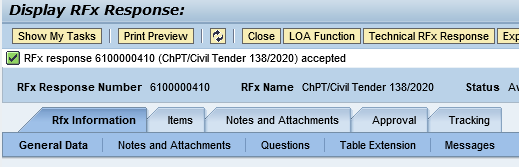 Display RFx Response:
Show My Tasks Print Preview Close LOA Function Technical RFx Response Exp
RFx response 6100000410 (ChPT/Civil Tender 138/2020) accepted
RFx Response Number 6100000410 RFx Name ChPT/Civil Tender 138/2020 Status
Rfx Information Items Notes and Attachments Approval Tracking
General Data Notes and Attachments Questions Table Extension Messages